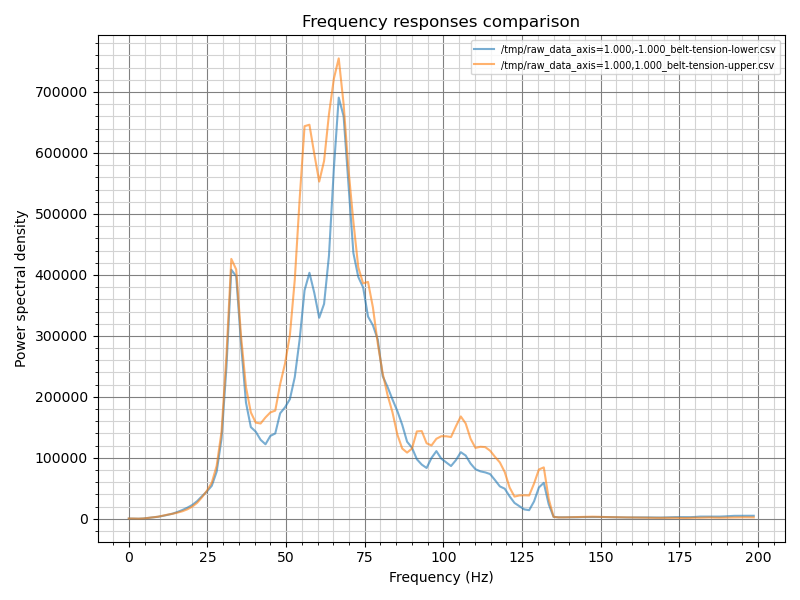 Frequency responses comparison
/tmp/raw_data_axis=1.000,-1.000_belt-tension-lower.csv
/tmp/raw_data_axis=1.000,1.000_belt-tension-upper.csv
700000
600000
500000
400000
300000
200000
100000
0
Power spectral density
0 25 50 75 100 125 150 175 200
Frequency (Hz)